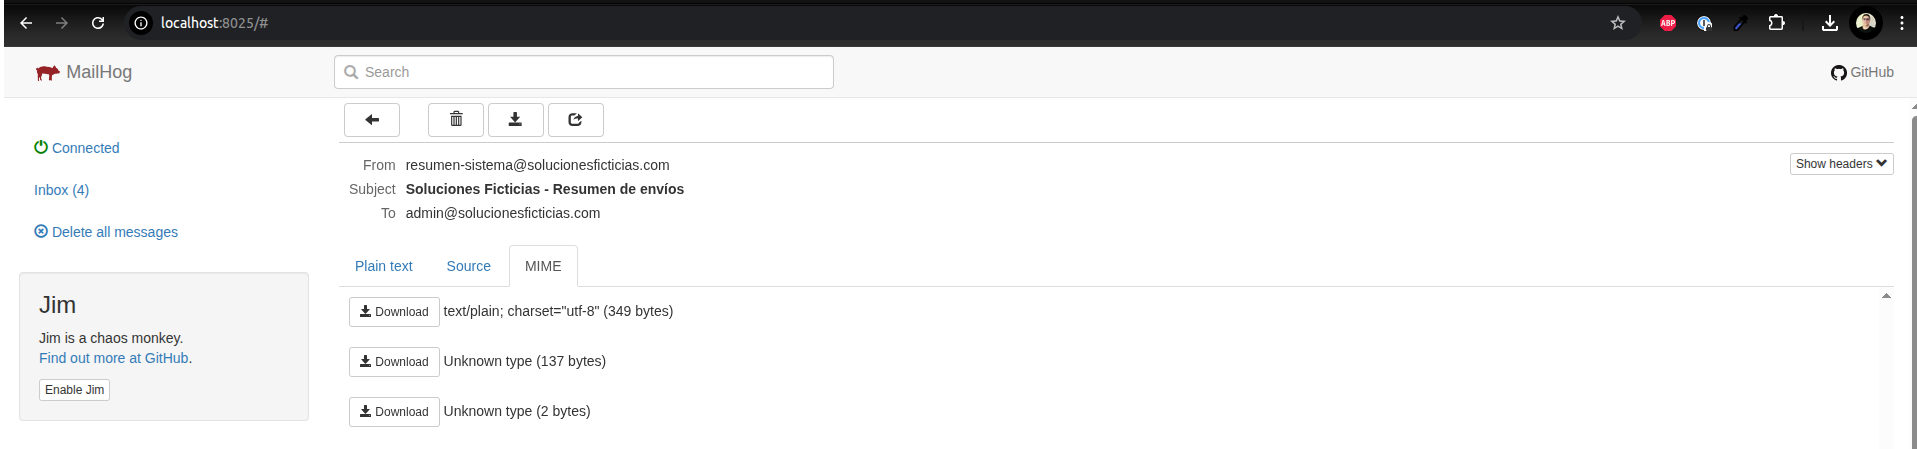 localhost:8025/#
ABP
MailHog
Search
GitHub
Connected
Inbox (4)
Delete all messages
Jim
Jim is a chaos monkey.
Find out more at GitHub.
Enable Jim
From resumen-sistema@solucionesficticias.com
Show headers
Subject Soluciones Ficticias - Resumen de envíos
To admin@solucionesficticias.com
Plain text Source MIME
Download text/plain; charset="utf-8" (349 bytes)
Download Unknown type (137 bytes)
Download Unknown type (2 bytes)